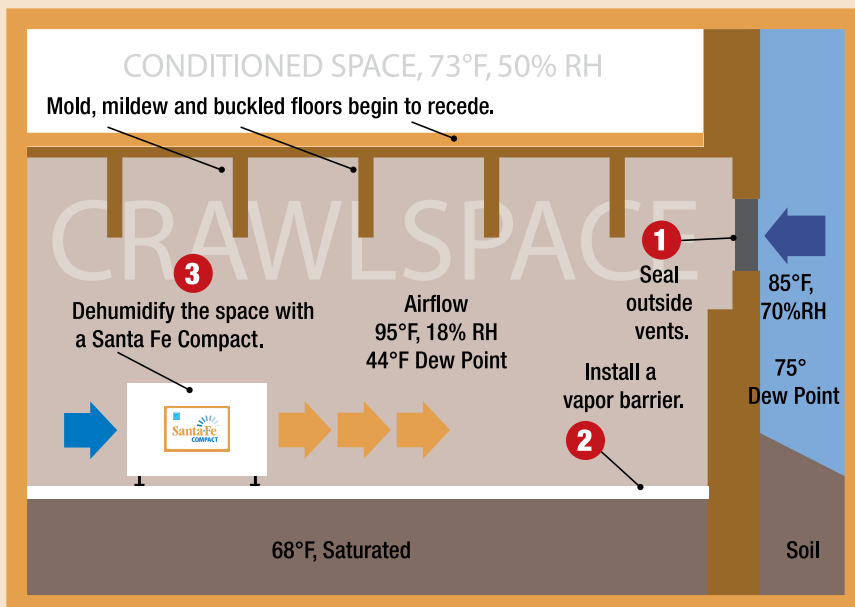 CONDITIONED SPACE, 73°F, 50% RH
Mold, mildew and buckled floors begin to recede.
CRAWLSPACE
1
Seal
outside
vents.
85°F,
70%RH
75°
Dew Point
3
Dehumidify the space with
a Santa Fe Compact.
Airflow
95°F, 18% RH
44°F Dew Point
Install a
vapor barrier.
2
Santa Fe
COMPACT
68°F, Saturated
Soil